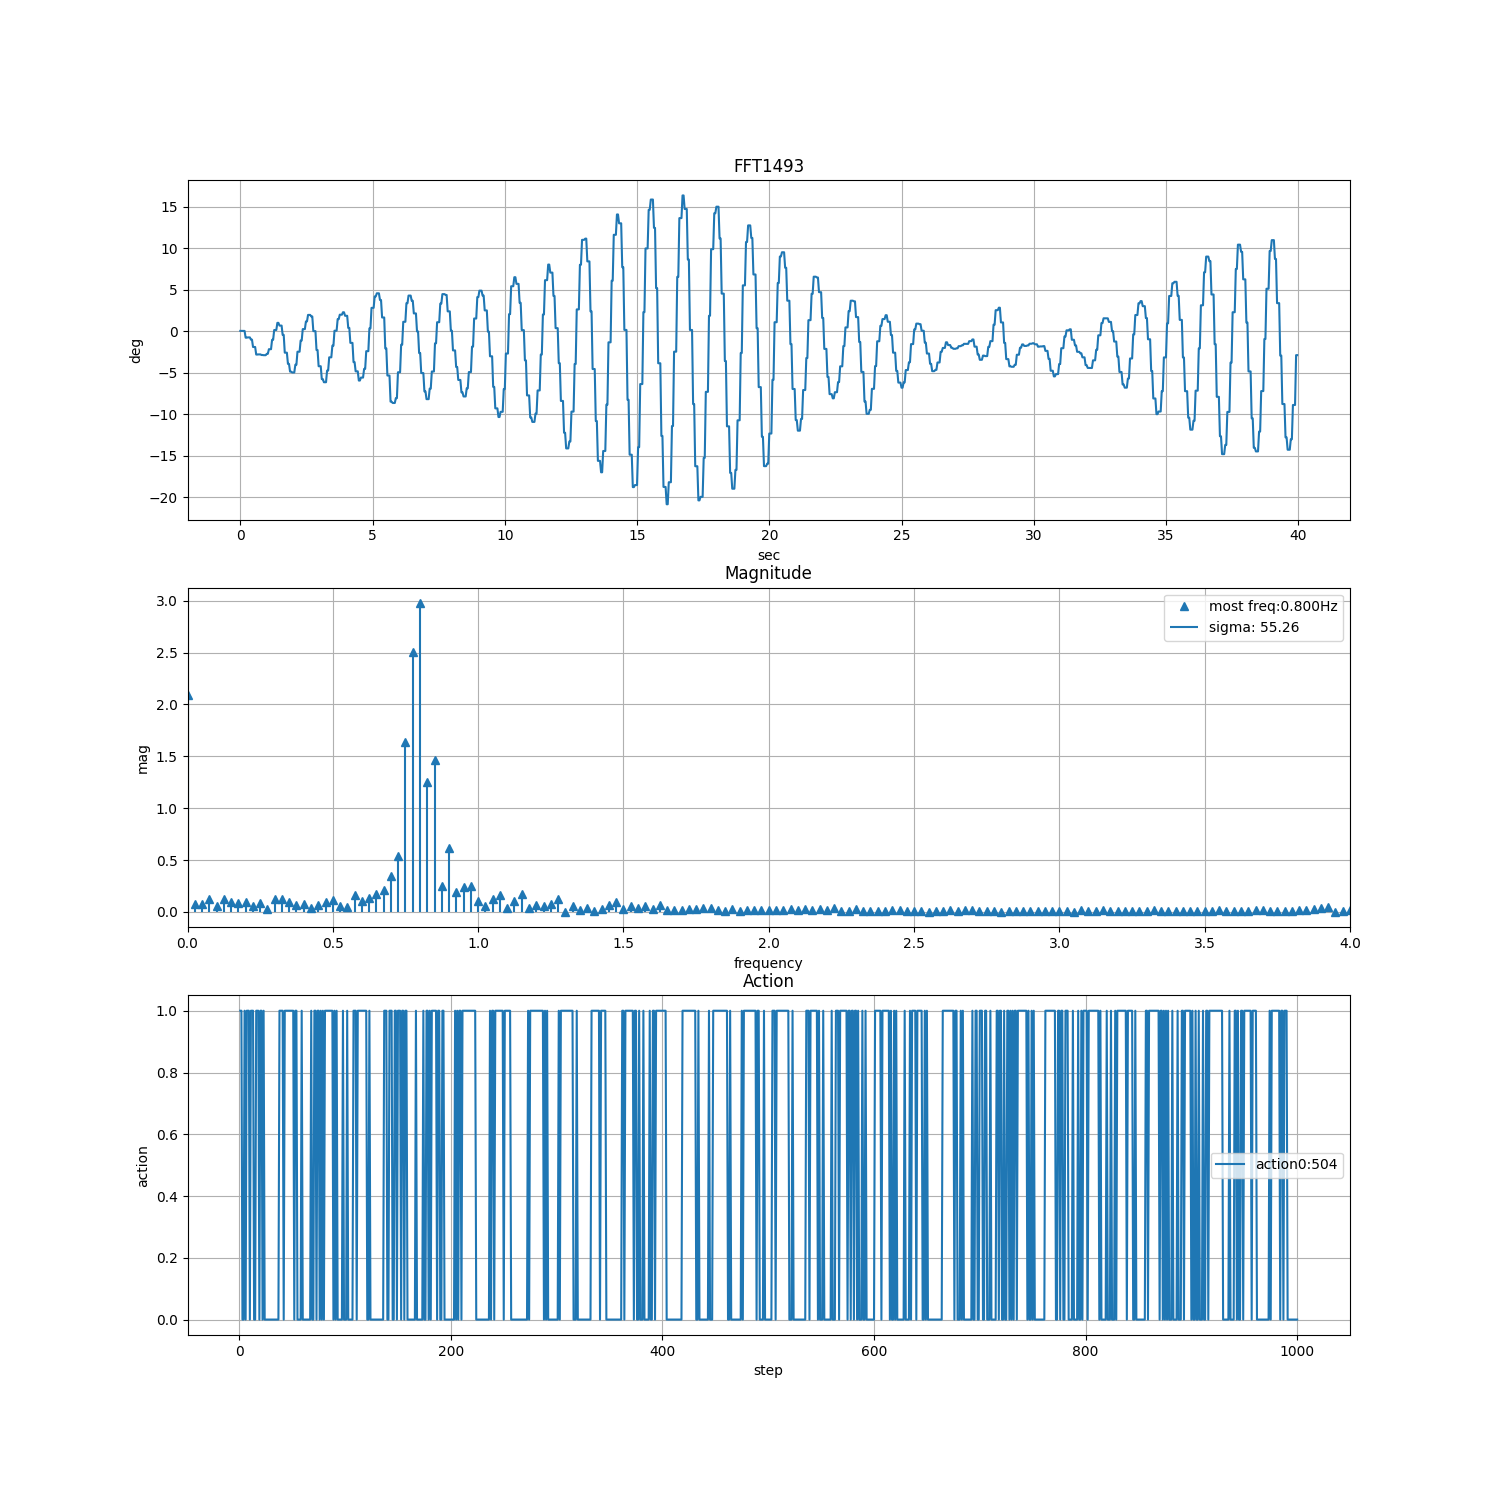 FFT1493
15
10
5
0
−5
−10
−15
−20
deg
0 5 10 15 20 25 30 35 40
sec
Magnitude
3.0
2.5
2.0
1.5
1.0
0.5
0.0
mag
most freq:0.800Hz
sigma: 55.26
0.0 0.5 1.0 1.5 2.0 2.5 3.0 3.5 4.0
frequency
Action
1.0
0.8
0.6
0.4
0.2
0.0
action
action0:504
0 200 400 600 800 1000
step